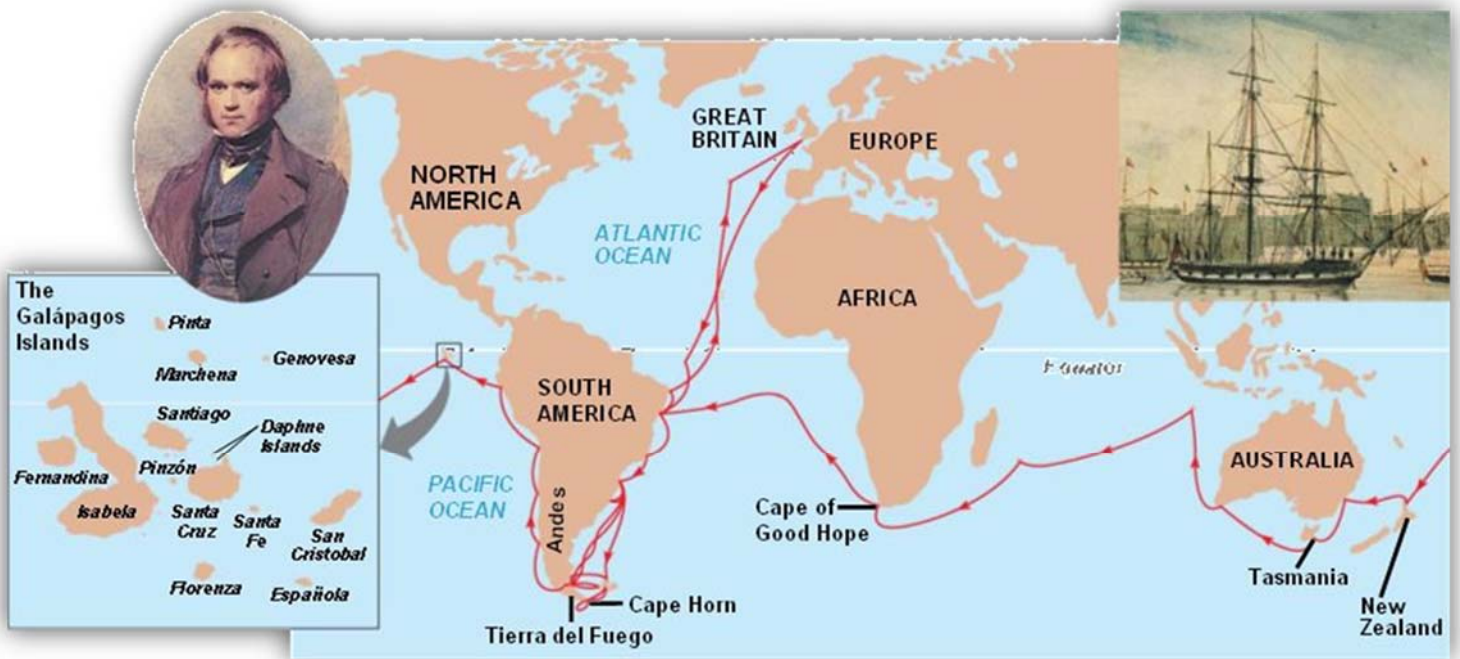 GREAT
BRITAIN
EUROPE
NORTH
AMERICA
ATLANTIC
OCEAN
AFRICA
The
Galápagos
Islands
Pinta
Genovesa
Marchena
Equator
SOUTH
AMERICA
Santiago
Daphne
Islands
Pinzón
Fernandina
Isabela
Santa
Cruz
Santa
Fe
San
Cristobal
Florenza
Española
PACIFIC
OCEAN
Andes
AUSTRALIA
Cape of
Good Hope
Tasmania
New
Zealand
Cape Horn
Tierra del Fuego